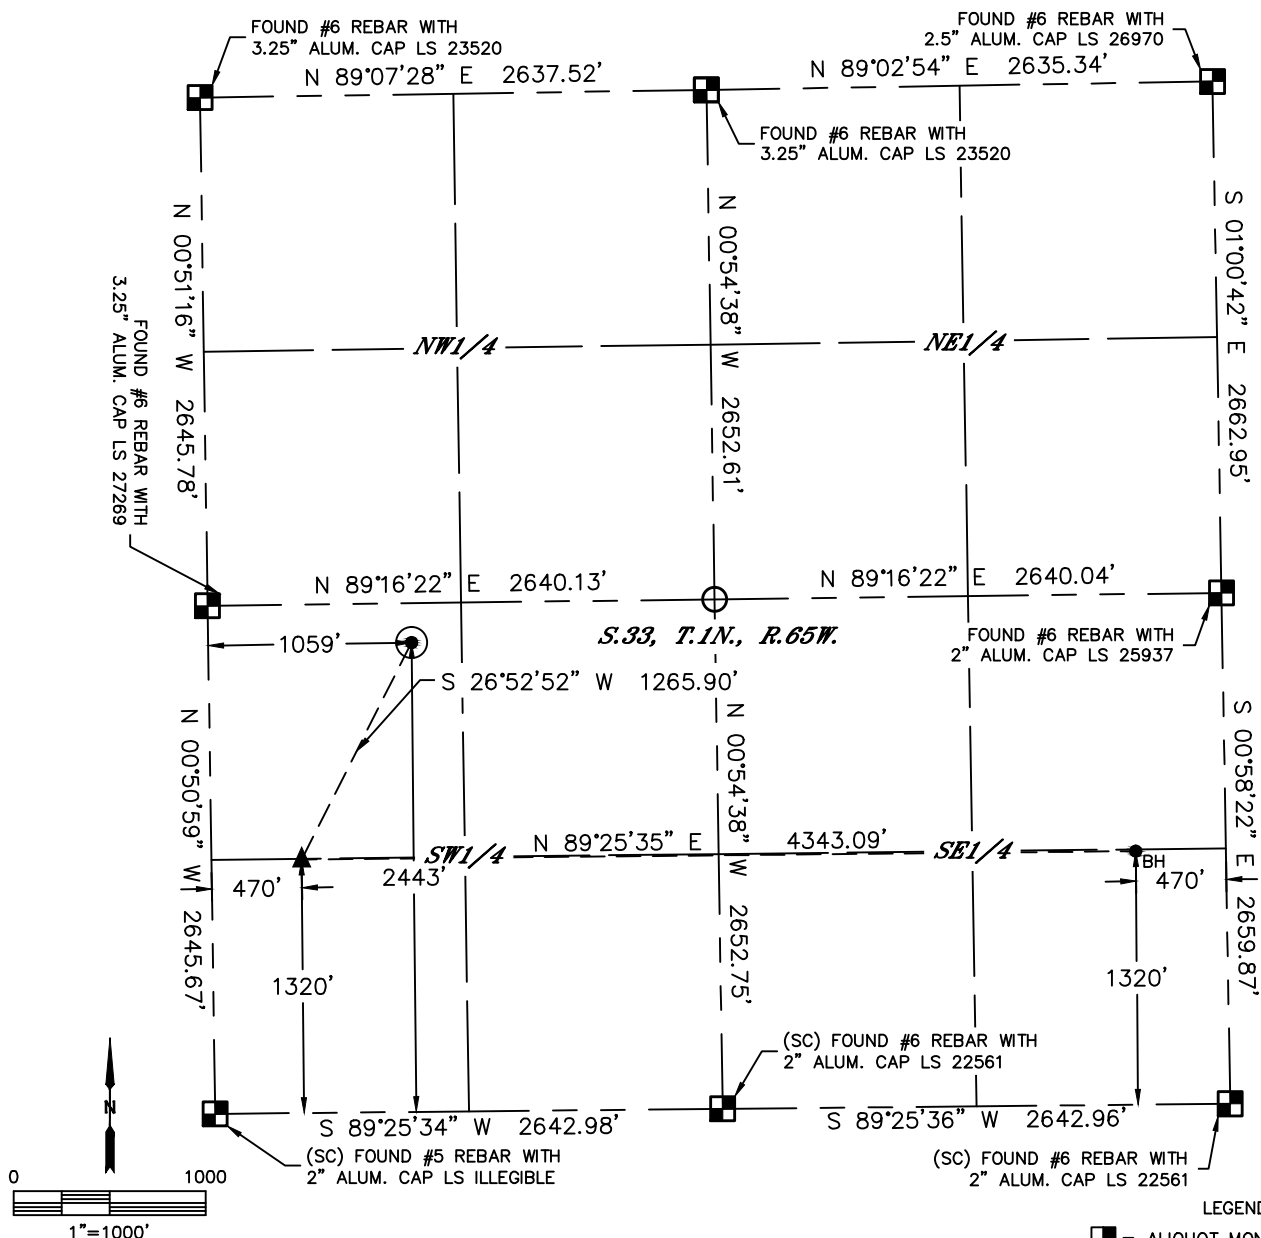 FOUND #6 REBAR WITH
3.25" ALUM. CAP LS 23520
FOUND #6 REBAR WITH
2.5" ALUM. CAP LS 26970
N 89°07'28" E 2637.52'
N 89°02'54" E 2635.34'
FOUND #6 REBAR WITH
3.25" ALUM. CAP LS 23520
N 00°51'16" W 2645.78'
N 00°54'38" W 2652.61'
S 01°00'42" E 2662.95'
FOUND #6 REBAR WITH
3.25" ALUM. CAP LS 27269
NW1/4
NE1/4
N 89°16'22" E 2640.13'
N 89°16'22" E 2640.04'
S.33, T.1N., R.65W.
FOUND #6 REBAR WITH
2" ALUM. CAP LS 25937
1059'
S 26°52'52" W 1265.90'
N 00°50'59" W 2645.67'
N 00°54'38" W 2652.75'
S 00°58'22" E 2659.87'
SW1/4
N 89°25'35" E 4343.09'
SE1/4
BH
470'
2443'
470'
1320'
1320'
(SC) FOUND #6 REBAR WITH
2" ALUM. CAP LS 22561
S 89°25'34" W 2642.98'
S 89°25'36" W 2642.96'
(SC) FOUND #5 REBAR WITH
2" ALUM. CAP LS ILLEGIBLE
(SC) FOUND #6 REBAR WITH
2" ALUM. CAP LS 22561
N
0 1000
1"=1000'
LEGEND
= ALIQUOT MON